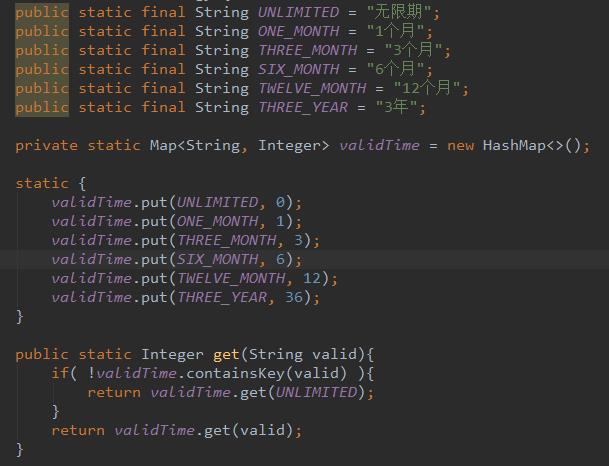 public static final String UNLIMITED = "无限期";
public static final String ONE_MONTH = "1个月";
public static final String THREE_MONTH = "3个月";
public static final String SIX_MONTH = "6个月";
public static final String TWELVE_MONTH = "12个月";
public static final String THREE_YEAR = "3年";
private static Map<String, Integer> validTime = new HashMap<>();
static {
validTime.put(UNLIMITED, 0);
validTime.put(ONE_MONTH, 1);
validTime.put(THREE_MONTH, 3);
validTime.put(SIX_MONTH, 6);
validTime.put(TWELVE_MONTH, 12);
validTime.put(THREE_YEAR, 36);
}
public static Integer get(String valid){
if( !validTime.containsKey(valid) ){
return validTime.get(UNLIMITED);
}
return validTime.get(valid);
}